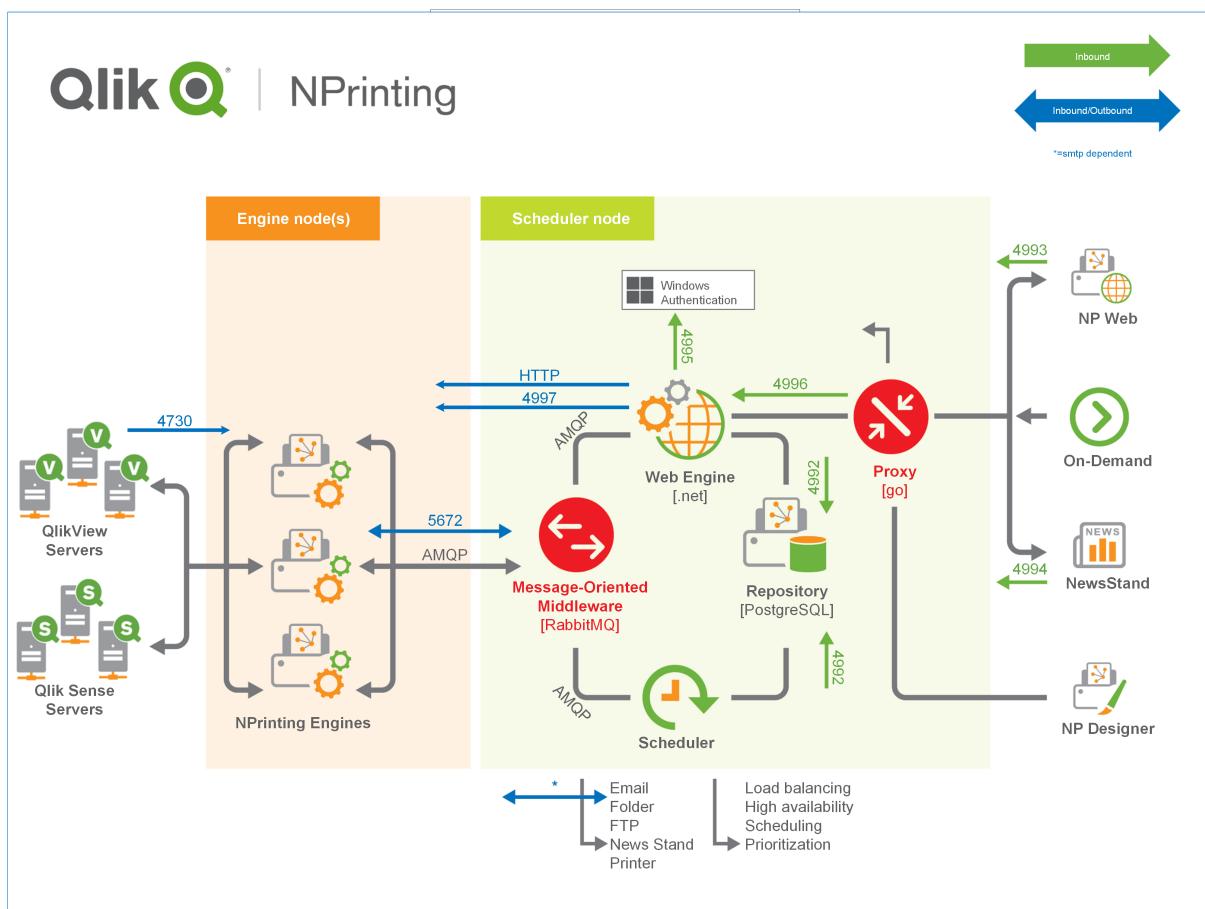 Qlik
®
NPrinting
Inbound
Inbound/Outbound
*=smtp dependent
Engine node(s)
Scheduler node
Windows
Authentication
4995
4993
NP Web
HTTP
4997
4996
4730
V
V
V
AMQP
Web Engine
[.net]
Proxy
[go]
4992
On-Demand
QlikView
Servers
5672
AMQP
Message-Oriented
Middleware
[RabbitMQ]
Repository
[PostgreSQL]
NEWS
4994
NewsStand
S
S
S
Qlik Sense
Servers
NPrinting Engines
AMQP
4992
Scheduler
NP Designer
*
Email
Folder
FTP
News Stand
Printer
Load balancing
High availability
Scheduling
Prioritization